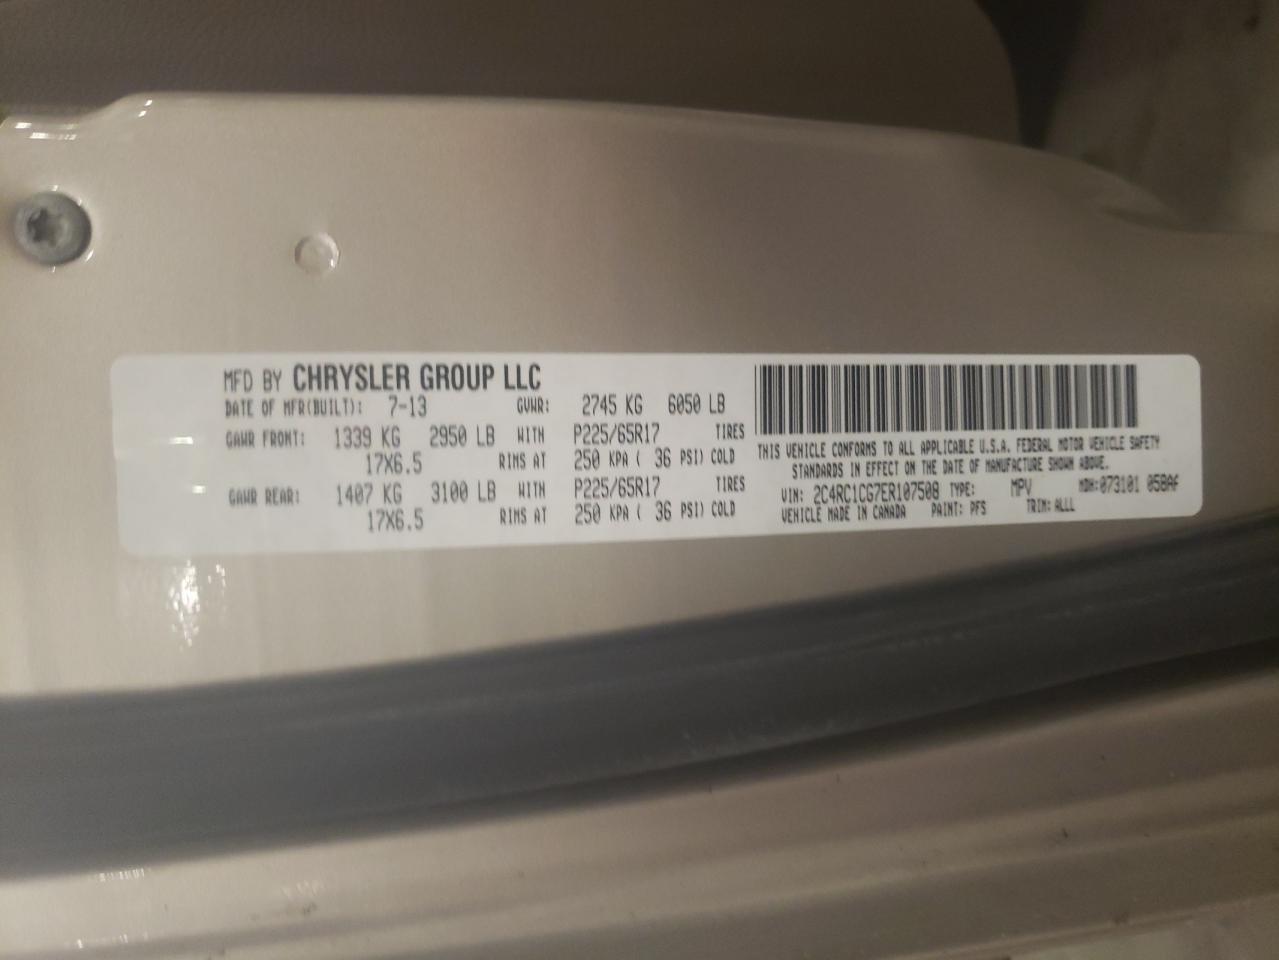 MFD BY CHRYSLER GROUP LLC
DATE OF MFR(BUILT): 7-13 GVWR: 2745 KG 6050 LB
GAWR FRONT: 1339 KG 2950 LB WITH P225/65R17 TIRES
17X6.5 RIMS AT 250 KPA ( 36 PSI) COLD
GAWR REAR: 1407 KG 3100 LB WITH P225/65R17 TIRES
17X6.5 RIMS AT 250 KPA ( 36 PSI) COLD
THIS VEHICLE CONFORMS TO ALL APPLICABLE U.S.A. FEDERAL MOTOR VEHICLE SAFETY
STANDARDS IN EFFECT ON THE DATE OF MANUFACTURE SHOWN ABOVE.
VIN: 2C4RC1CG7ER107508 TYPE: MPV MDH:073101 05BAF
VEHICLE MADE IN CANADA PAINT: PFS TRIM: ALLL